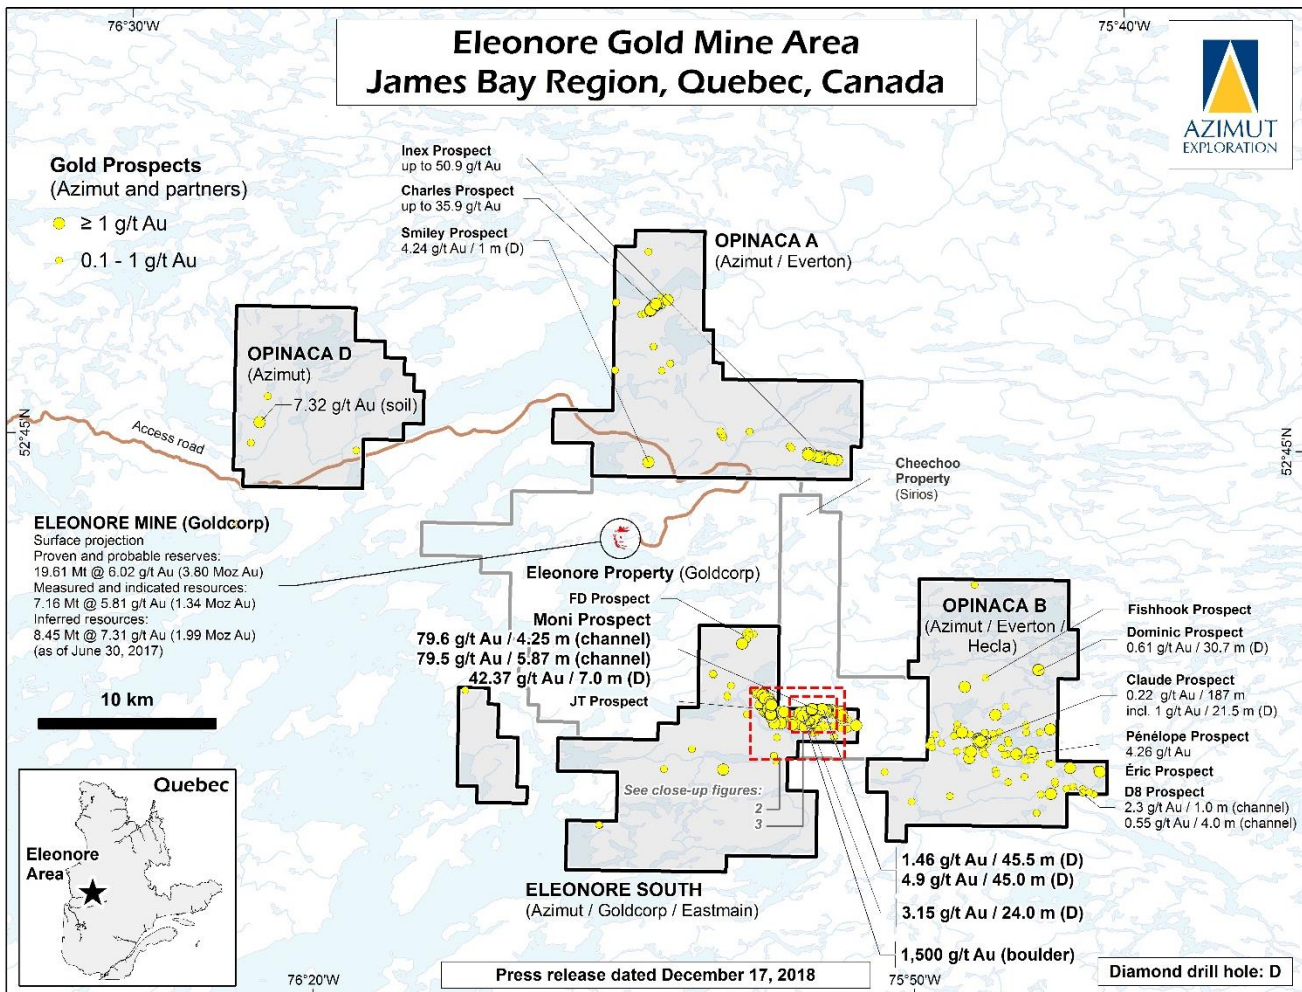 76°30'W
75°40'W
Eleonore Gold Mine Area
James Bay Region, Quebec, Canada
AZIMUT
EXPLORATION
Gold Prospects
(Azimut and partners)
≥ 1 g/t Au
0.1 - 1 g/t Au
Inex Prospect
up to 50.9 g/t Au
Charles Prospect
up to 35.9 g/t Au
Smiley Prospect
4.24 g/t Au / 1 m (D)
OPINACA A
(Azimut / Everton)
OPINACA D
(Azimut)
7.32 g/t Au (soil)
52°45'N
Access road
52°45'N
Cheechoo
Property
(Sirios)
ELEONORE MINE (Goldcorp)
Surface projection
Proven and probable reserves:
19.61 Mt @ 6.02 g/t Au (3.80 Moz Au)
Measured and indicated resources:
7.16 Mt @ 5.81 g/t Au (1.34 Moz Au)
Inferred resources:
8.45 Mt @ 7.31 g/t Au (1.99 Moz Au)
(as of June 30, 2017)
Eleonore Property (Goldcorp)
FD Prospect
Moni Prospect
79.6 g/t Au / 4.25 m (channel)
79.5 g/t Au / 5.87 m (channel)
42.37 g/t Au / 7.0 m (D)
JT Prospect
OPINACA B
(Azimut / Everton /
Hecla)
Fishhook Prospect
Dominic Prospect
0.61 g/t Au / 30.7 m (D)
Claude Prospect
0.22 g/t Au / 187 m
incl. 1 g/t Au / 21.5 m (D)
Pénélope Prospect
4.26 g/t Au
Éric Prospect
D8 Prospect
2.3 g/t Au / 1.0 m (channel)
0.55 g/t Au / 4.0 m (channel)
10 km
See close-up figures:
2
3
Quebec
Eleonore
Area
ELEONORE SOUTH
(Azimut / Goldcorp / Eastmain)
1.46 g/t Au / 45.5 m (D)
4.9 g/t Au / 45.0 m (D)
3.15 g/t Au / 24.0 m (D)
1,500 g/t Au (boulder)
76°20'W
Press release dated December 17, 2018
75°50'W
Diamond drill hole: D